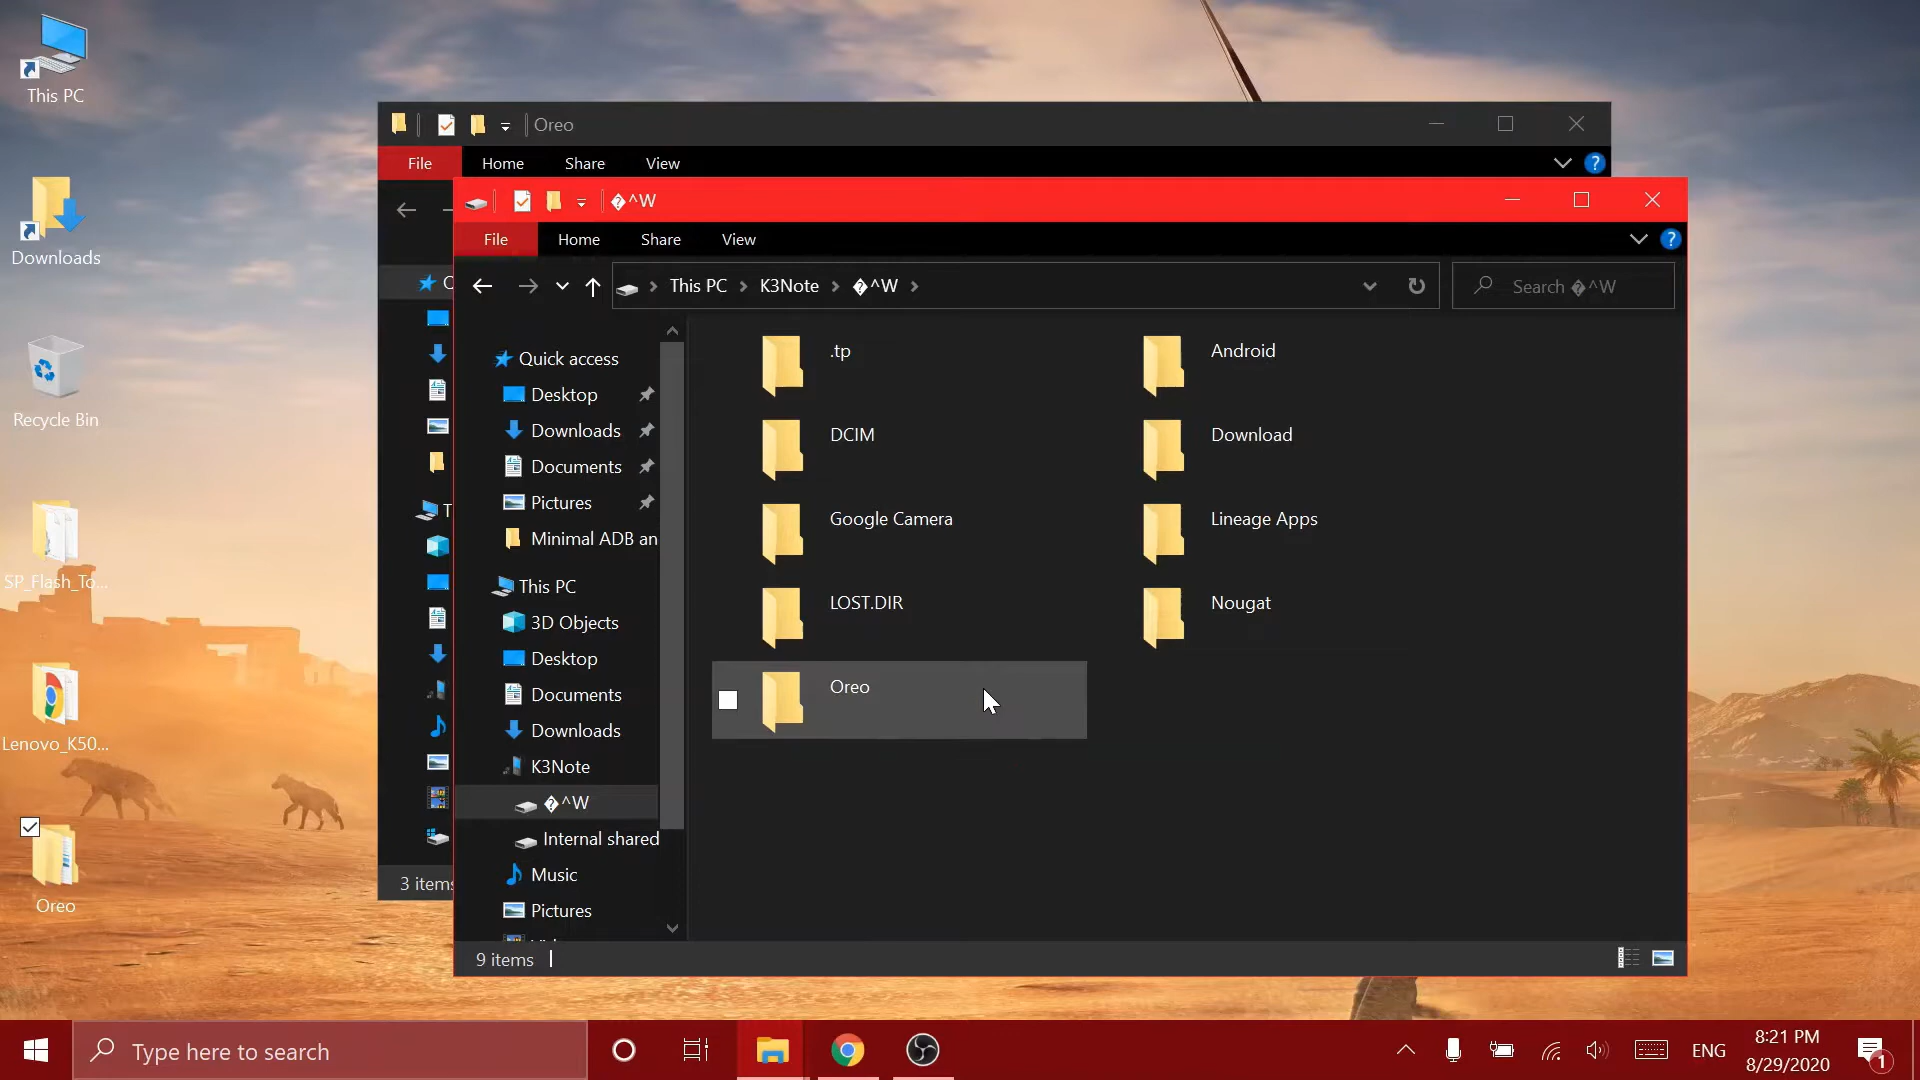 This PC
Downloads
Recycle Bin
SP_Flash_To...
Lenovo_K50...
Oreo
Oreo
File Home Share View
3 items
�^W
File Home Share View
This PC K3Note �^W
Search �^W
Quick access
Desktop
Downloads
Documents
Pictures
Minimal ADB an
This PC
3D Objects
Desktop
Documents
Downloads
K3Note
�^W
Internal shared
Music
Pictures
.tp
Android
DCIM
Download
Google Camera
Lineage Apps
LOST.DIR
Nougat
Oreo
9 items
Type here to search
ENG
8:21 PM
8/29/2020
1